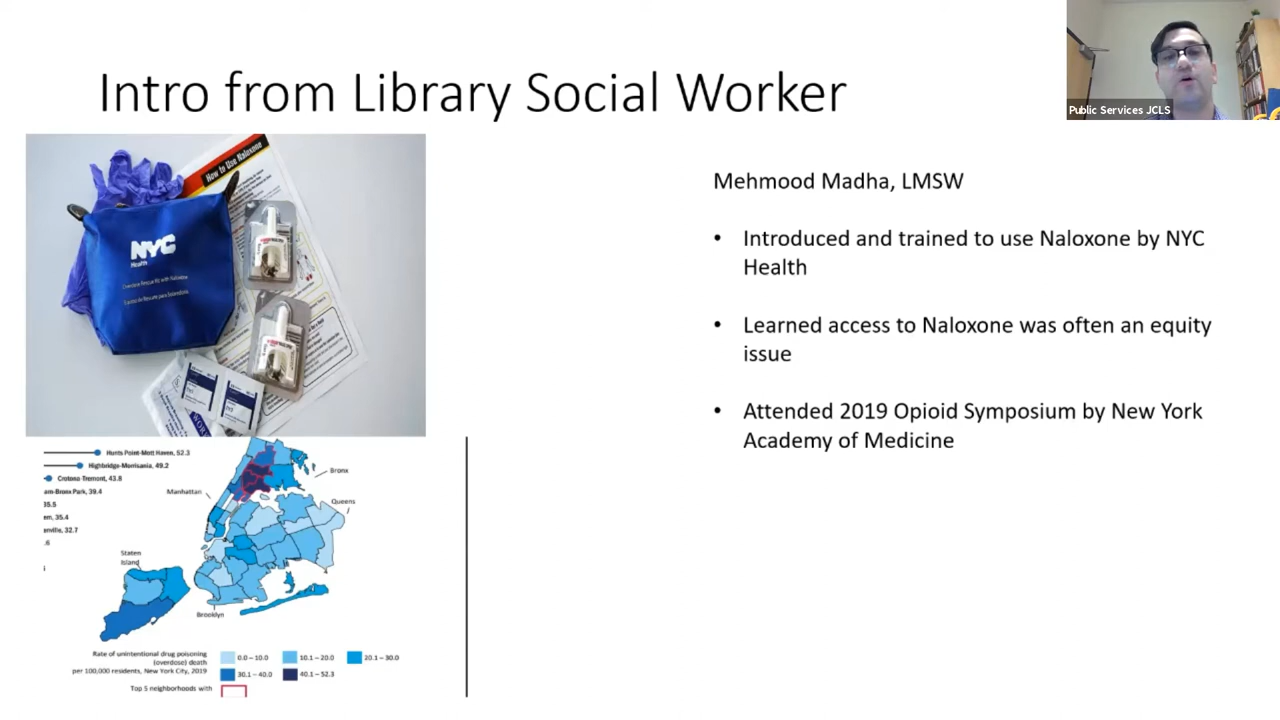 Intro from Library Social Worker
Public Services JCLS
How to Use Naloxone
NYC
Health
Overdose Rescue Kit with Naloxone
Mehmood Madha, LMSW
• Introduced and trained to use Naloxone by NYC
Health
• Learned access to Naloxone was often an equity
issue
• Attended 2019 Opioid Symposium by New York
Academy of Medicine
Hunts Point-Mott Haven, 52.3
Highbridge-Morrisania, 49.2
Crotona-Tremont, 43.8
am-Bronx Park, 39.4
35.5
em, 35.4
enville, 32.7
.6
Bronx
Manhattan
Queens
Staten
Island
Brooklyn
Rate of unintentional drug poisoning
(overdose) death
per 100,000 residents, New York City, 2019
0.0 – 10.0
10.1 – 20.0
20.1 – 30.0
30.1 – 40.0
40.1 – 52.3
Top 5 neighborhoods with